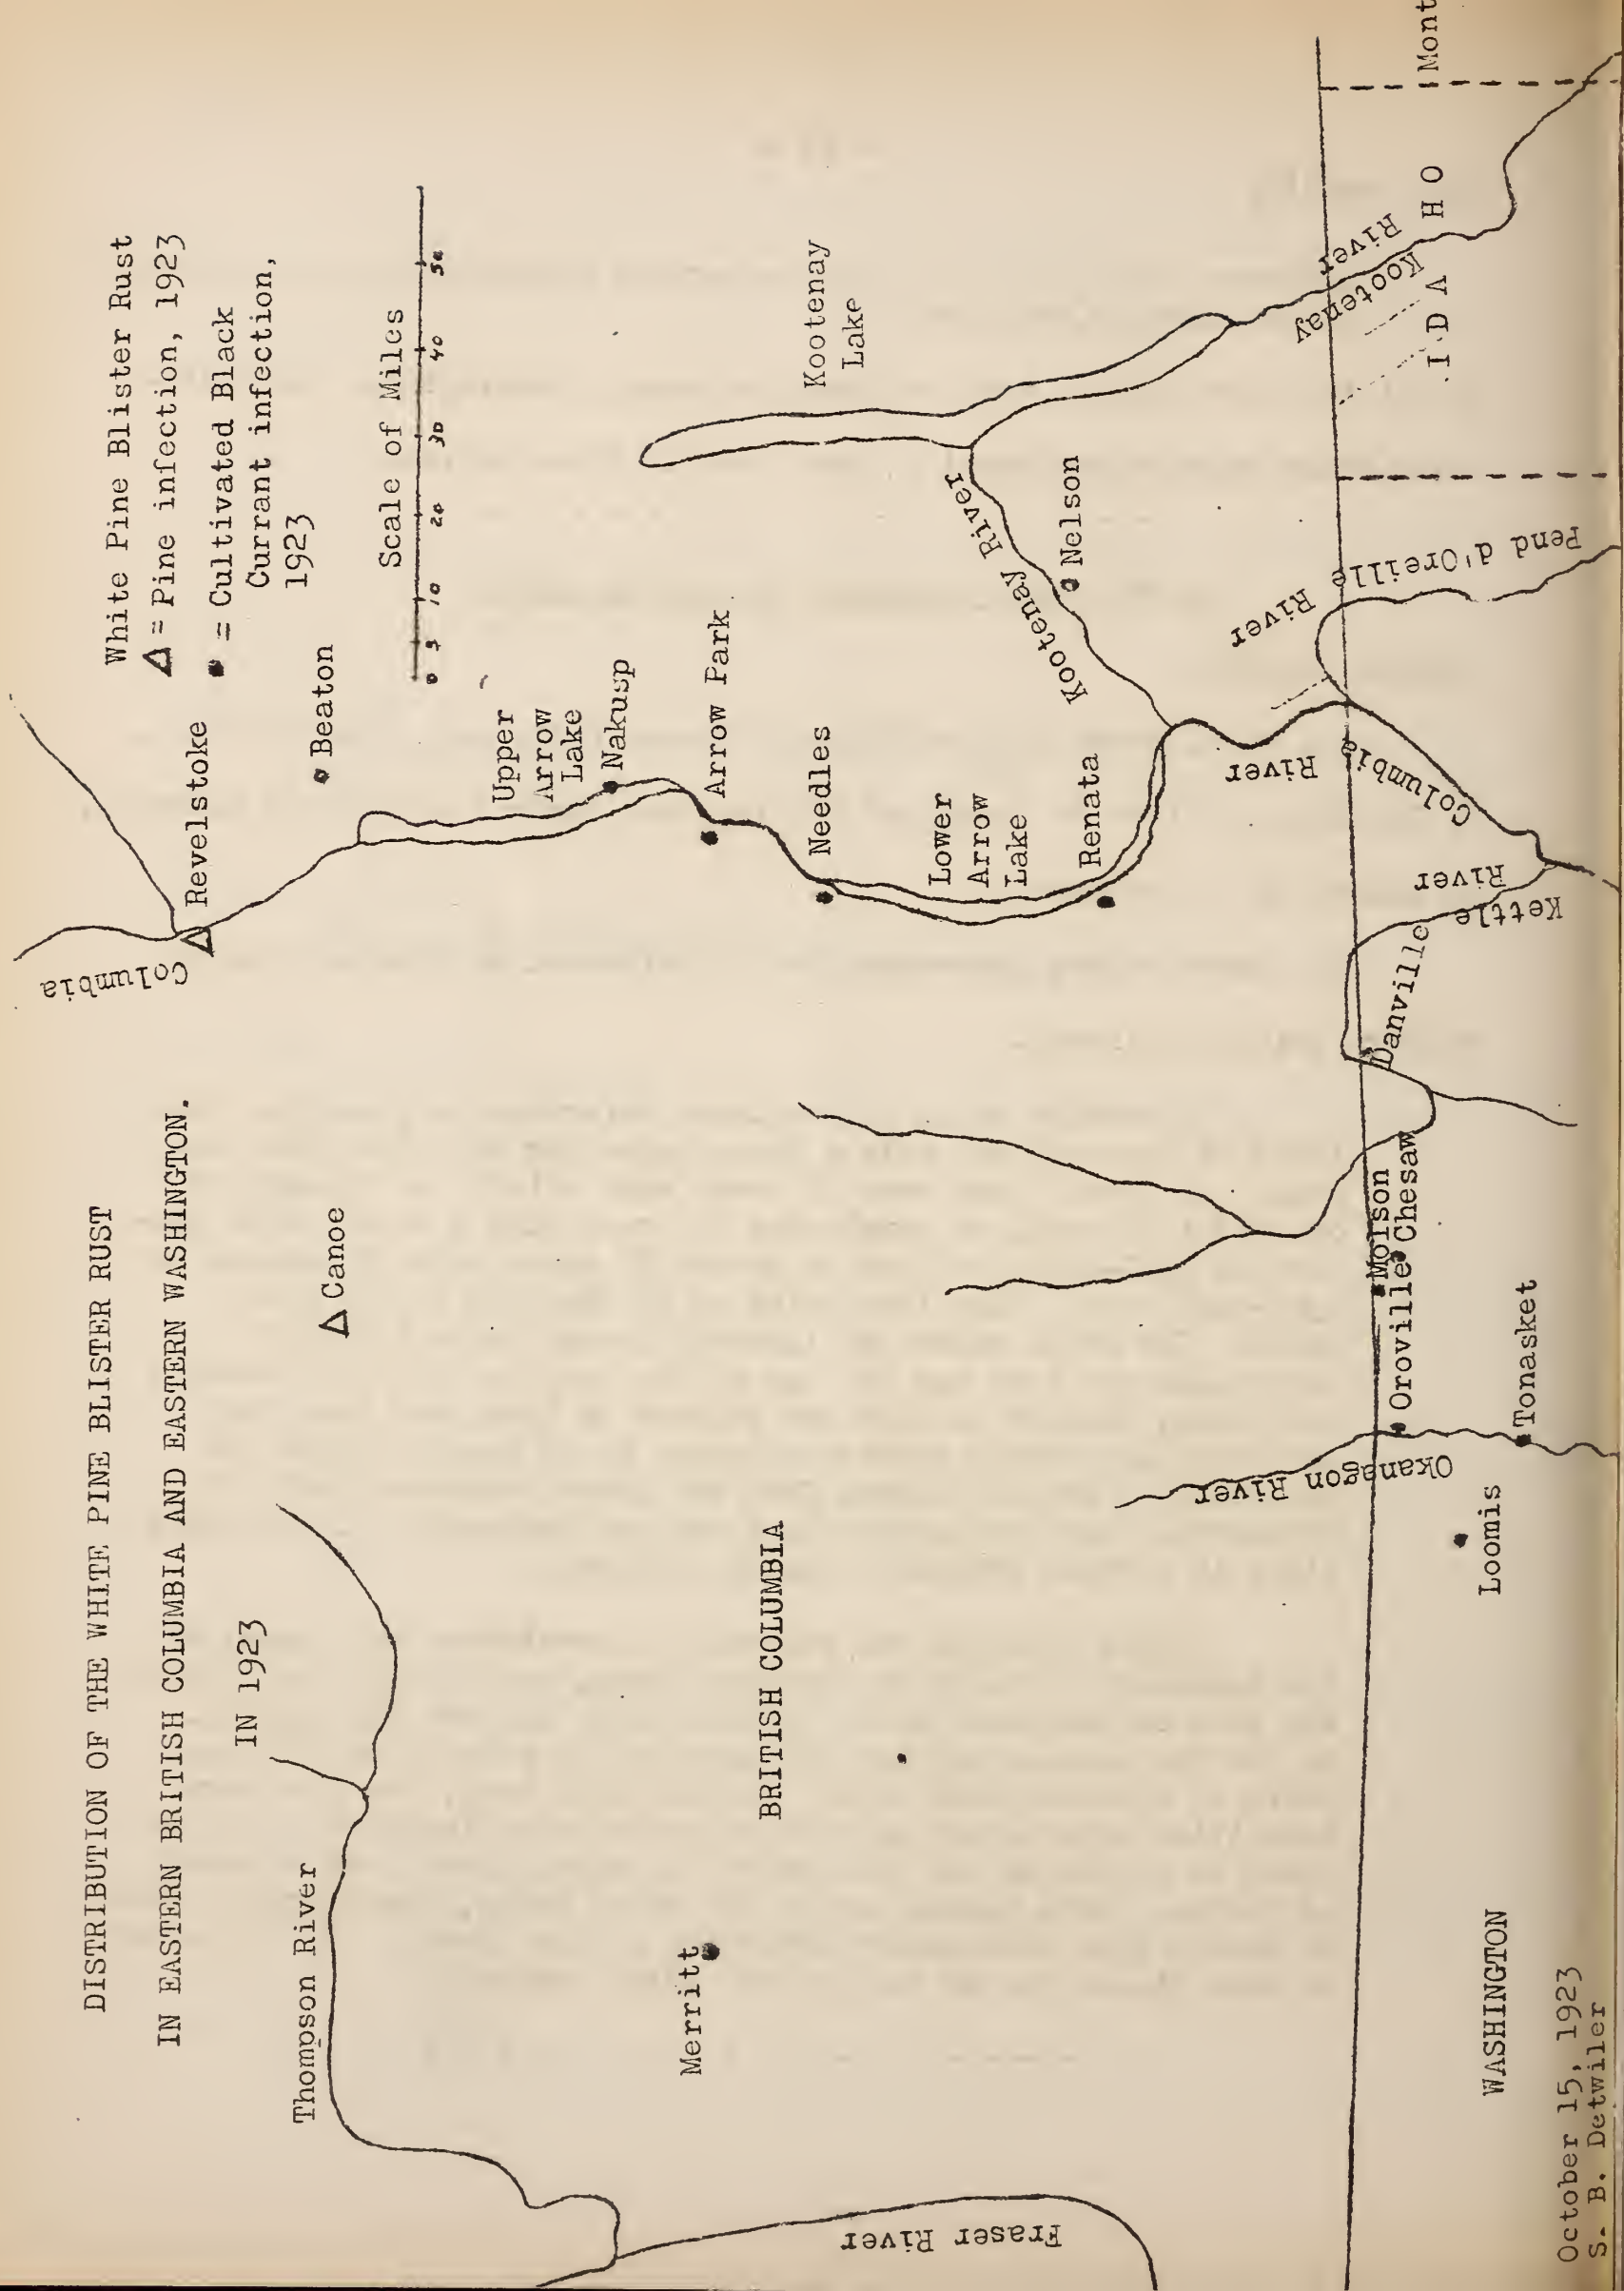 DISTRIBUTION OF THE WHITE PINE BLISTER RUST
IN EASTERN BRITISH COLUMBIA AND EASTERN WASHINGTON.
IN 1923
White Pine Blister Rust
Δ = Pine infection, 1923
• = Cultivated Black
Currant infection,
1923
Scale of Miles
0 5 10 20 30 40 50
Columbia
Revelstoke
Beaton
Canoe
Thompson River
Upper
Arrow
Lake
Nakusp
Arrow Park
Needles
Lower
Arrow
Lake
Renata
Kootenay
Lake
Kootenay River
Nelson
Merritt
BRITISH COLUMBIA
Fraser River
Okanagon River
River
Columbia
River
Pend d'Oreille
Kootenay
River
Kettle
River
Danville
Molson
Chesaw
Oroville
Tonasket
Loomis
WASHINGTON
IDAHO
Mont
October 15, 1923
S. B. Detwiler